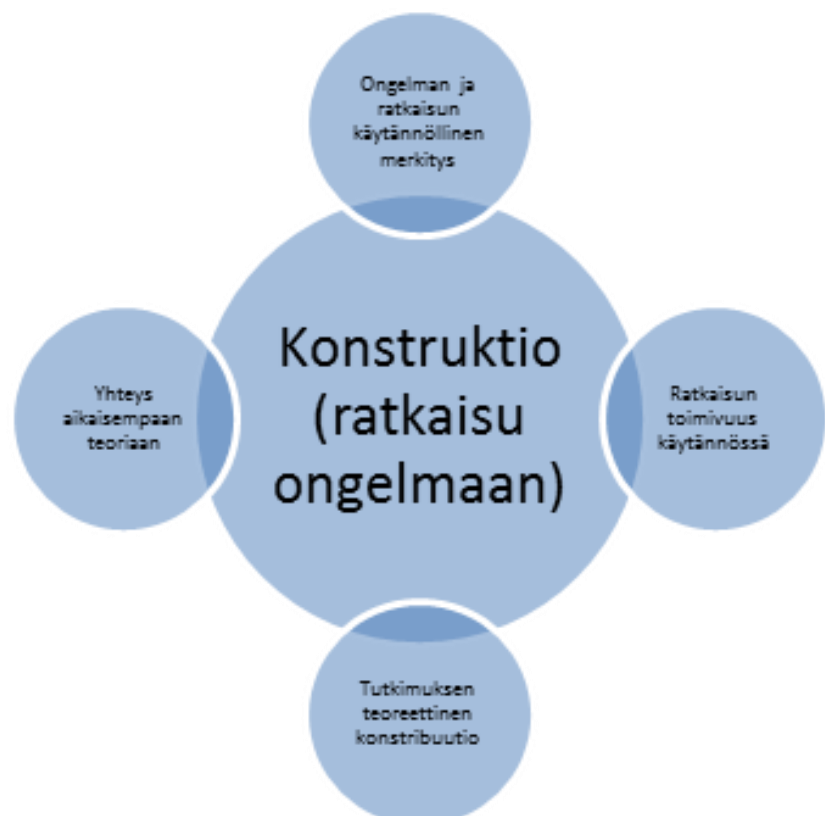 Ongelman ja
ratkaisun
käytännöllinen
merkitys
Konstruktio
(ratkaisu
ongelmaan)
Yhteys
aikaisempaan
teoriaan
Ratkaisun
toimivuus
käytännössä
Tutkimuksen
teoreettinen
konstribuutio